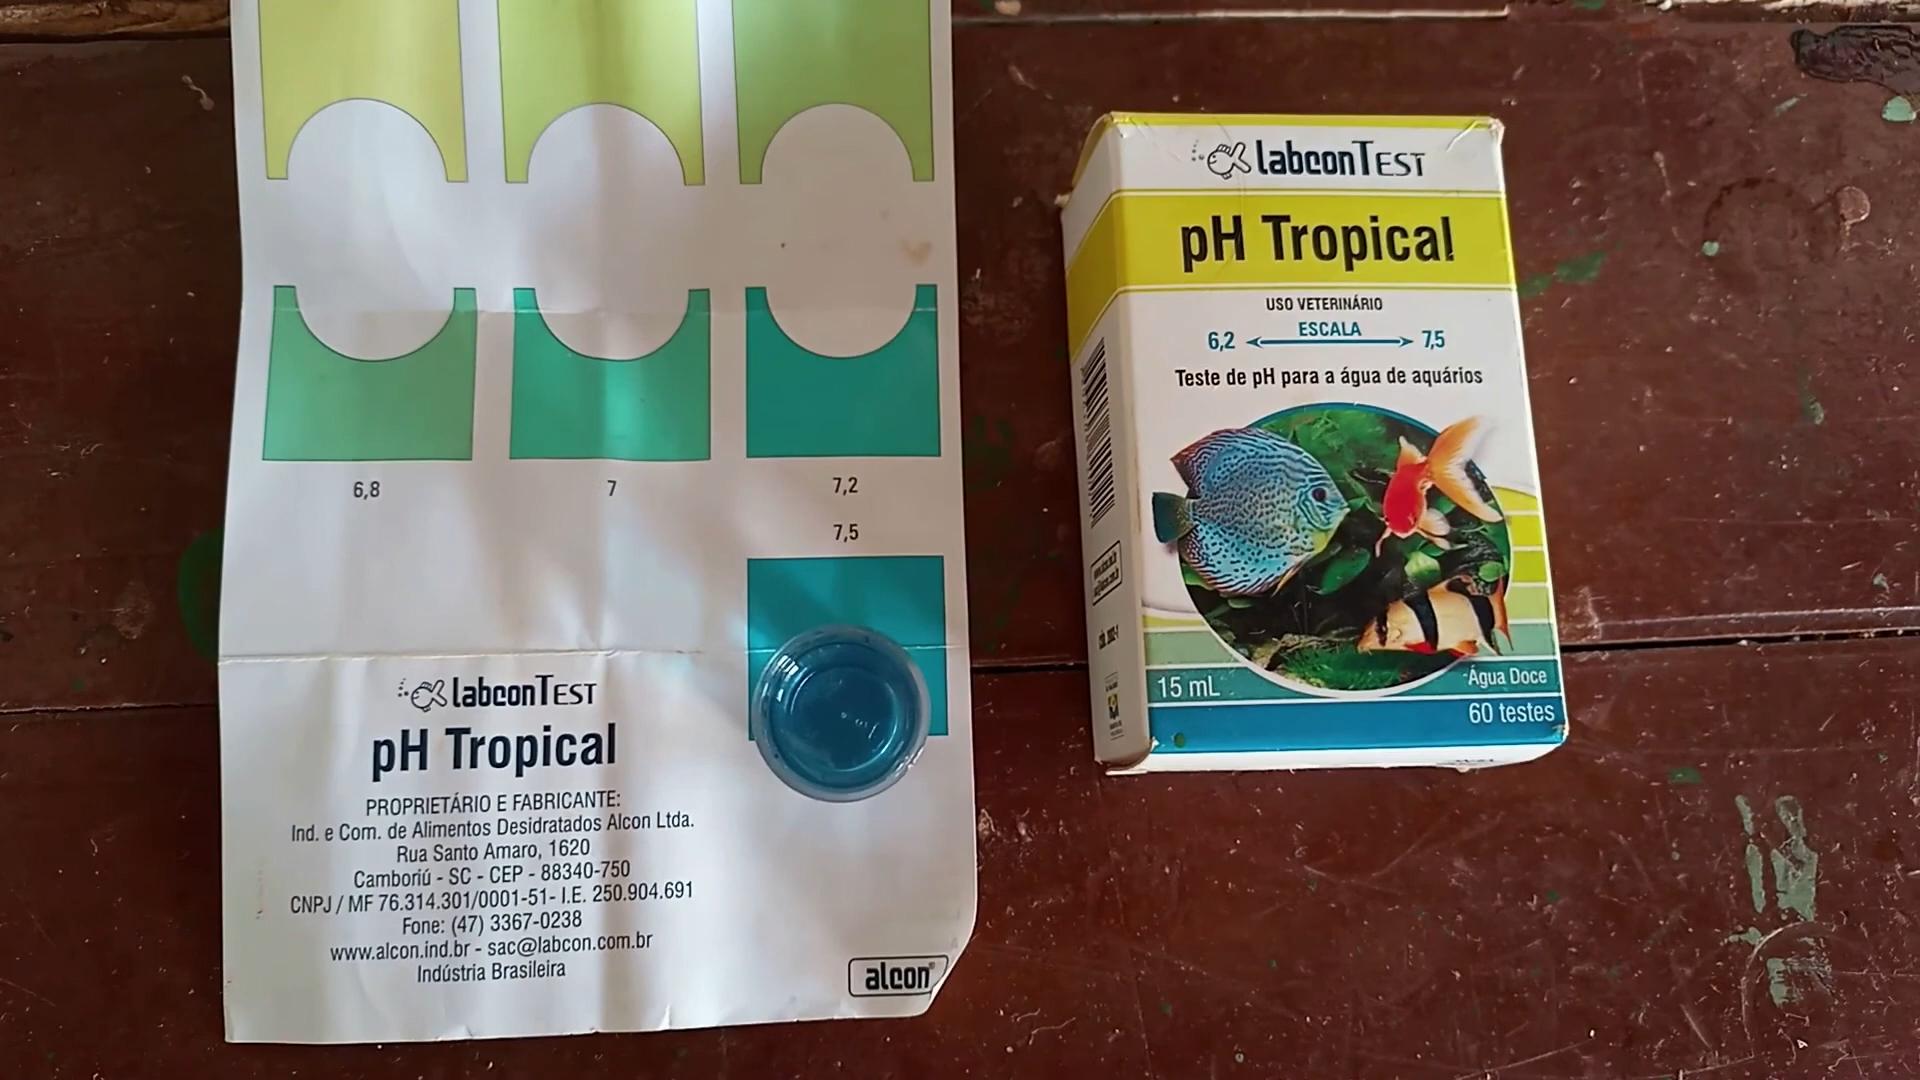 6,8
7
7,2
7,5
labconTEST
pH Tropical
PROPRIETÁRIO E FABRICANTE:
Ind. e Com. de Alimentos Desidratados Alcon Ltda.
Rua Santo Amaro, 1620
Camboriú - SC - CEP - 88340-750
CNPJ / MF 76.314.301/0001-51- I.E. 250.904.691
Fone: (47) 3367-0238
www.alcon.ind.br - sac@labcon.com.br
Indústria Brasileira
alcon®
labconTEST
pH Tropical
USO VETERINÁRIO
ESCALA
6,2
7,5
Teste de pH para a água de aquários
15 mL
Água Doce
60 testes